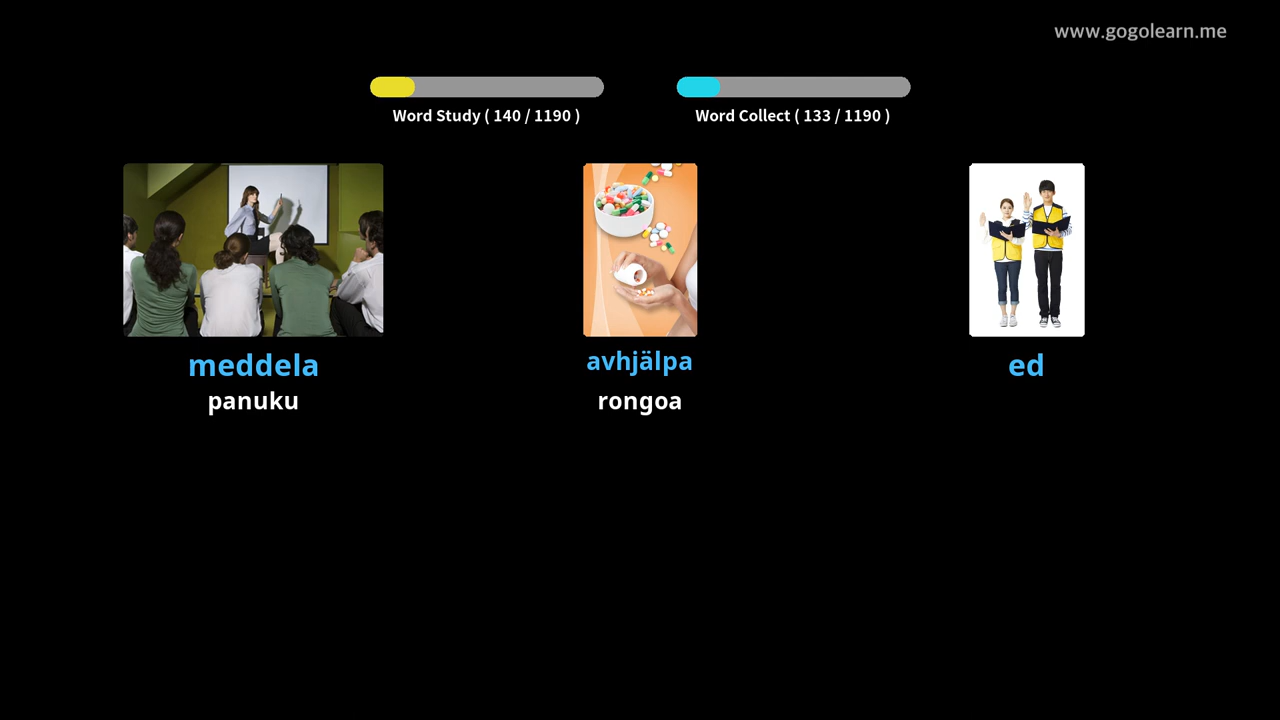 www.gogolearn.me
Word Study ( 140 / 1190 )
Word Collect ( 133 / 1190 )
meddela
panuku
avhjälpa
rongoa
ed